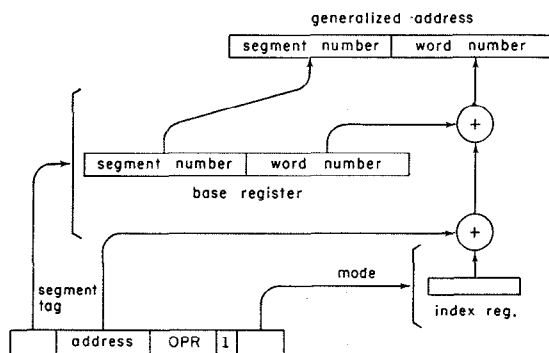 generalized address
segment number word number
+
segment number word number
base register
+
segment
tag
mode
index reg.
address OPR 1